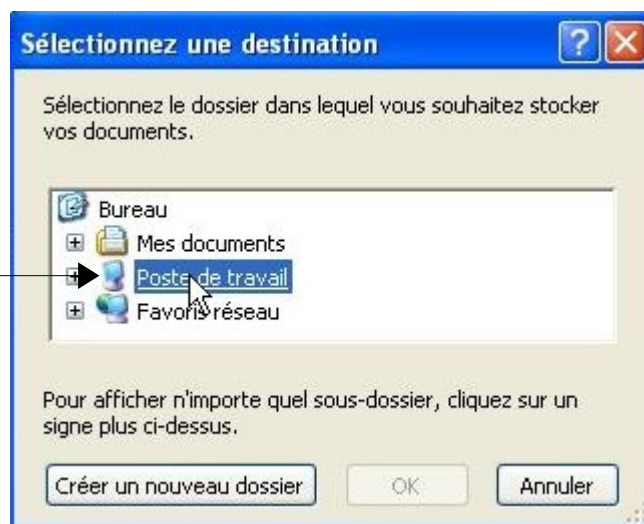 Sélectionnez une destination
Sélectionnez le dossier dans lequel vous souhaitez stocker
vos documents.
Bureau
Mes documents
Poste de travail
Favoris réseau
Pour afficher n'importe quel sous-dossier, cliquez sur un
signe plus ci-dessus.
Créer un nouveau dossier OK Annuler